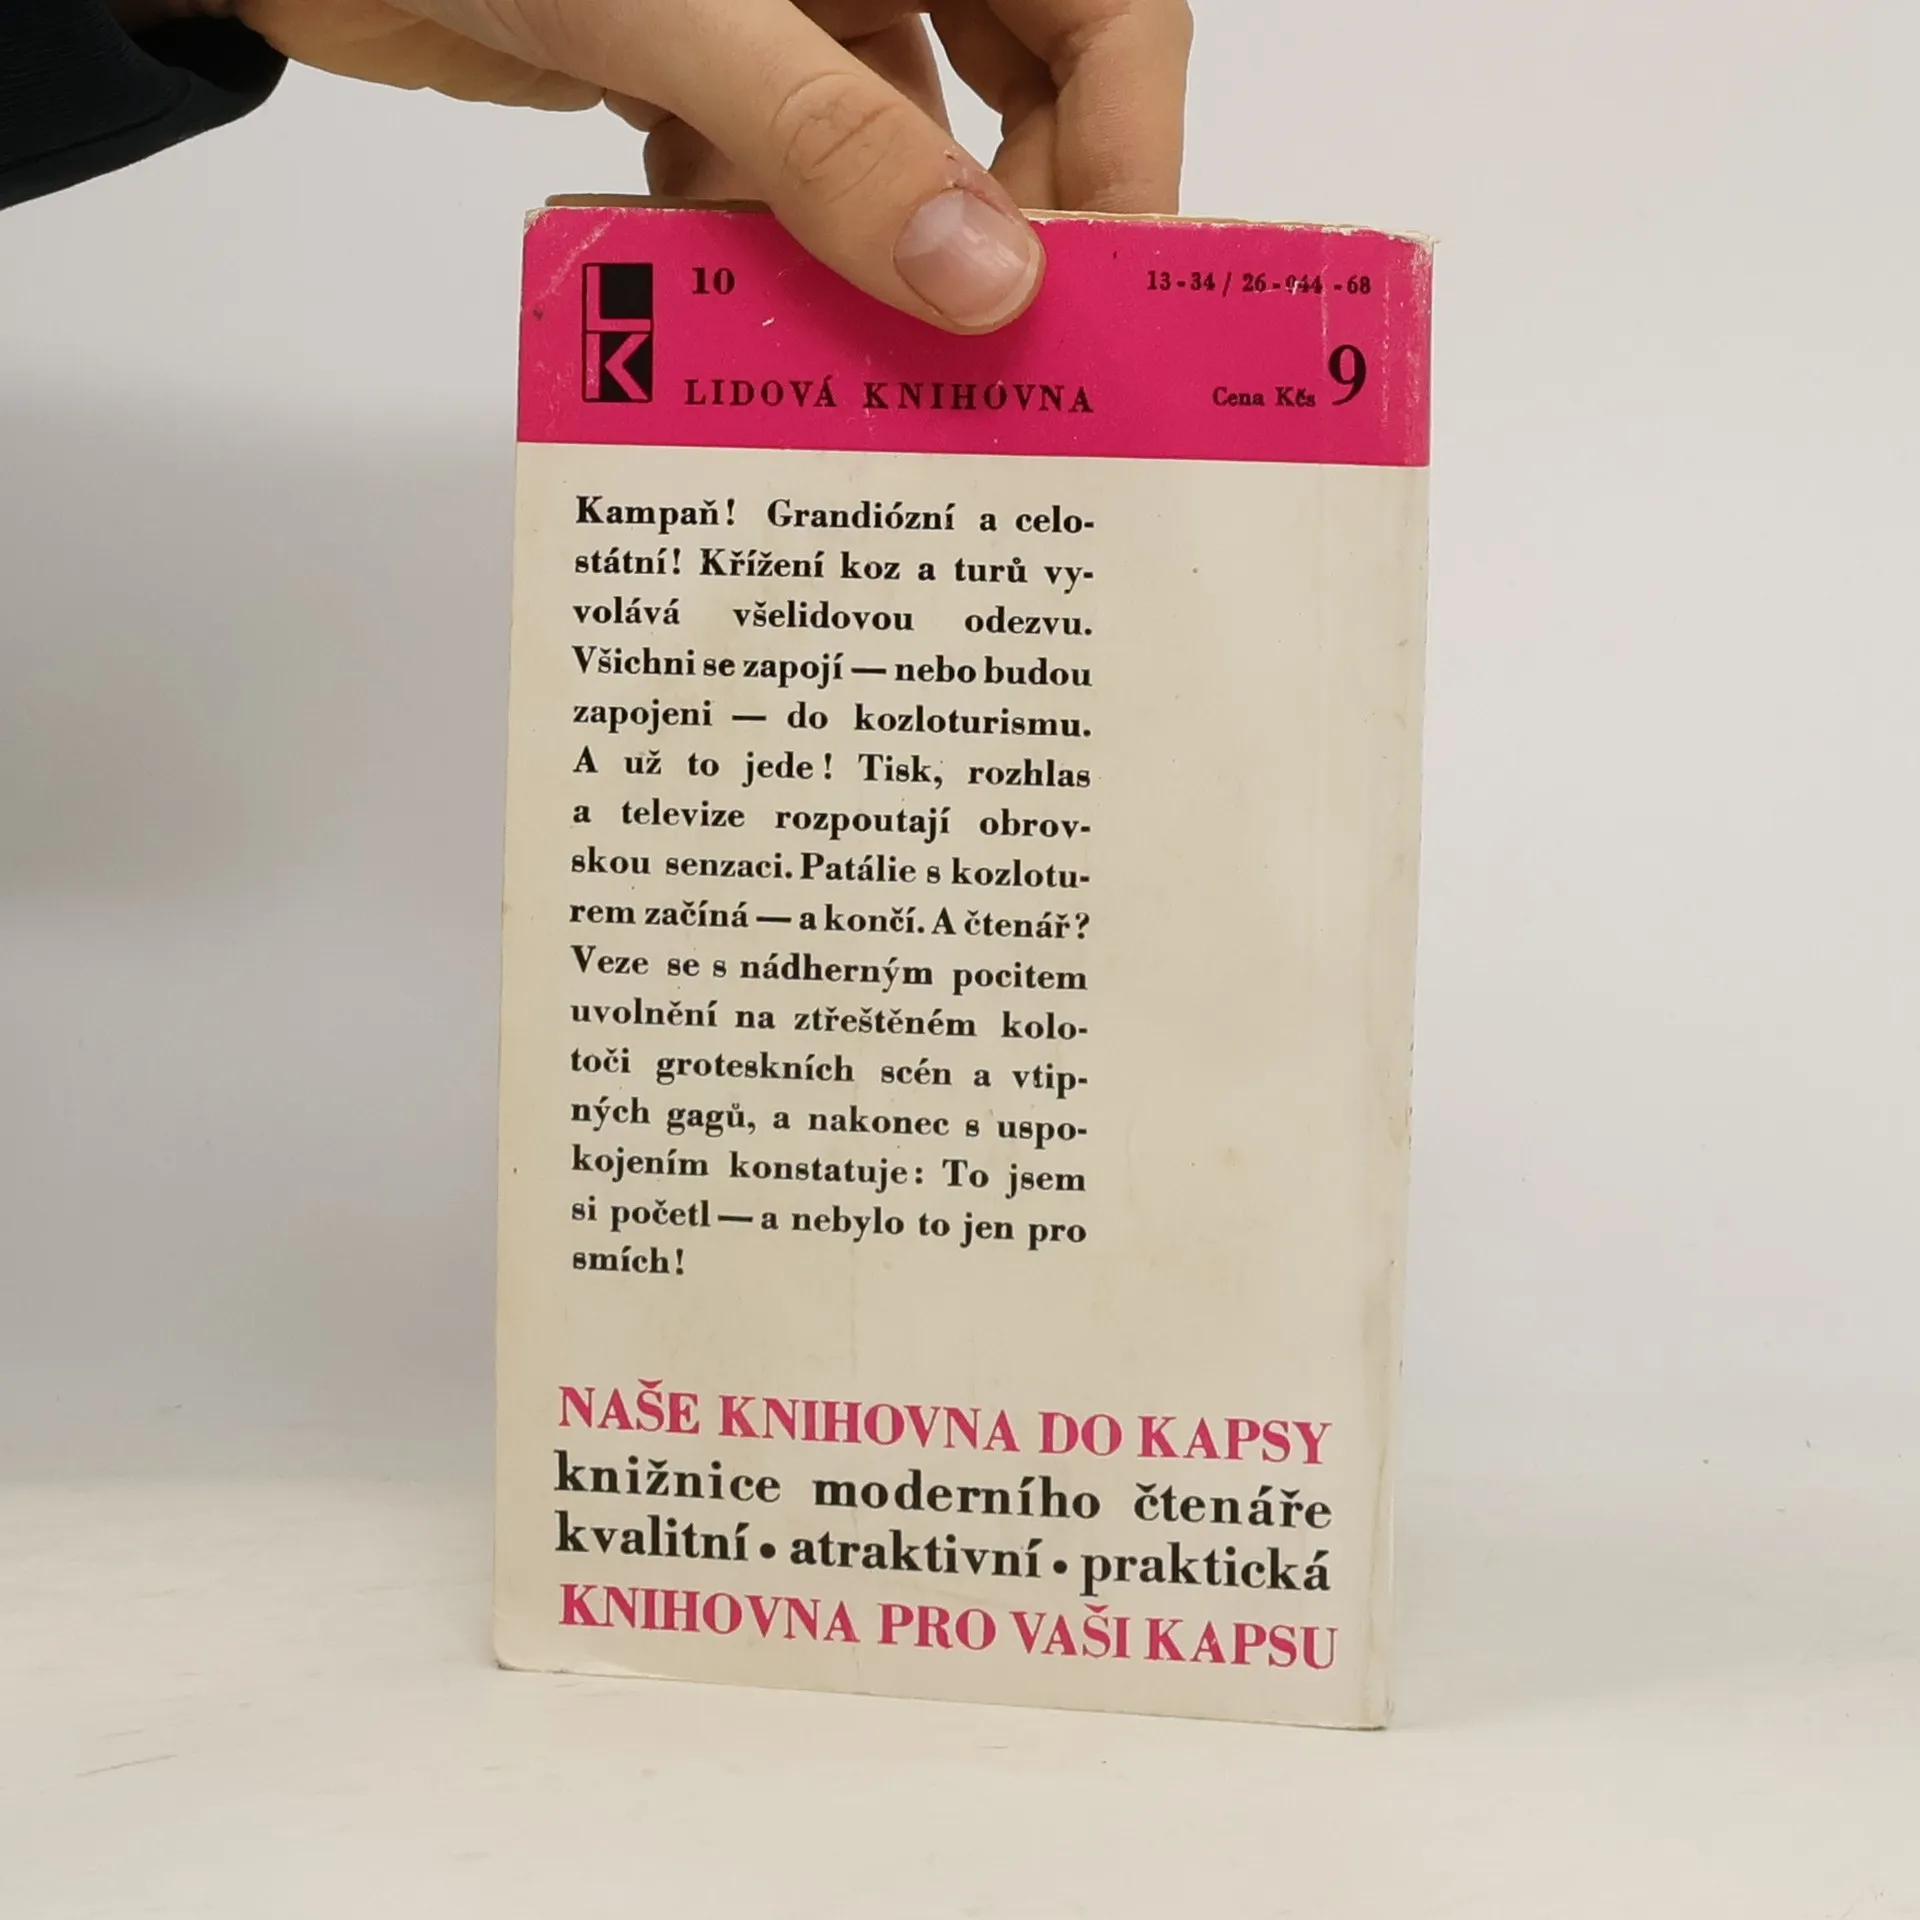 LK
10
13-34 / 26-044-68
LIDOVÁ KNIHOVNA
Cena Kčs 9
Kampaň! Grandiózní a celo-
státní! Křížení koz a turů vy-
volává všelidovou odezvu.
Všichni se zapojí — nebo budou
zapojeni — do kozloturismu.
A už to jede! Tisk, rozhlas
a televize rozpoutají obrov-
skou senzaci. Patálie s kozlotu-
rem začíná — a končí. A čtenář?
Veze se s nádherným pocitem
uvolnění na ztřeštěném kolo-
toči groteskních scén a vtip-
ných gagů, a nakonec s uspo-
kojením konstatuje: To jsem
si početl — a nebylo to jen pro
smích!
NAŠE KNIHOVNA DO KAPSY
knižnice moderního čtenáře
kvalitní • atraktivní • praktická
KNIHOVNA PRO VAŠI KAPSU